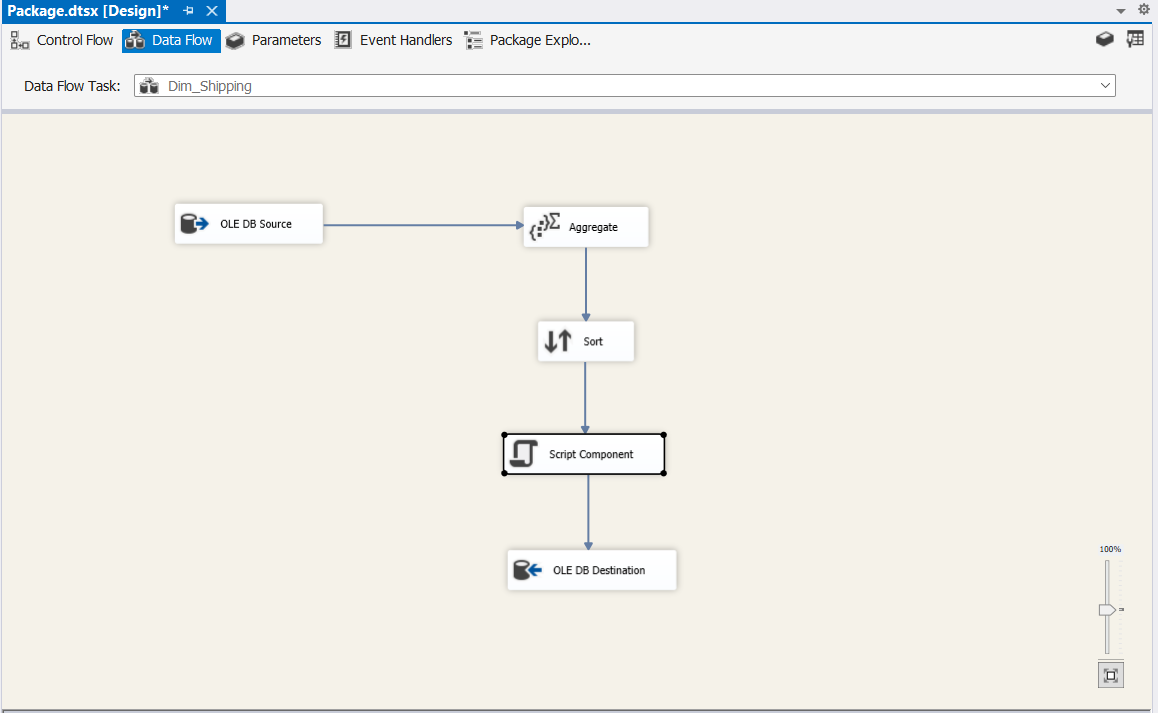 Package.dtsx [Design]*
Control Flow Data Flow Parameters Event Handlers Package Explo...
Data Flow Task: Dim_Shipping
OLE DB Source
Aggregate
Sort
Script Component
OLE DB Destination
100%